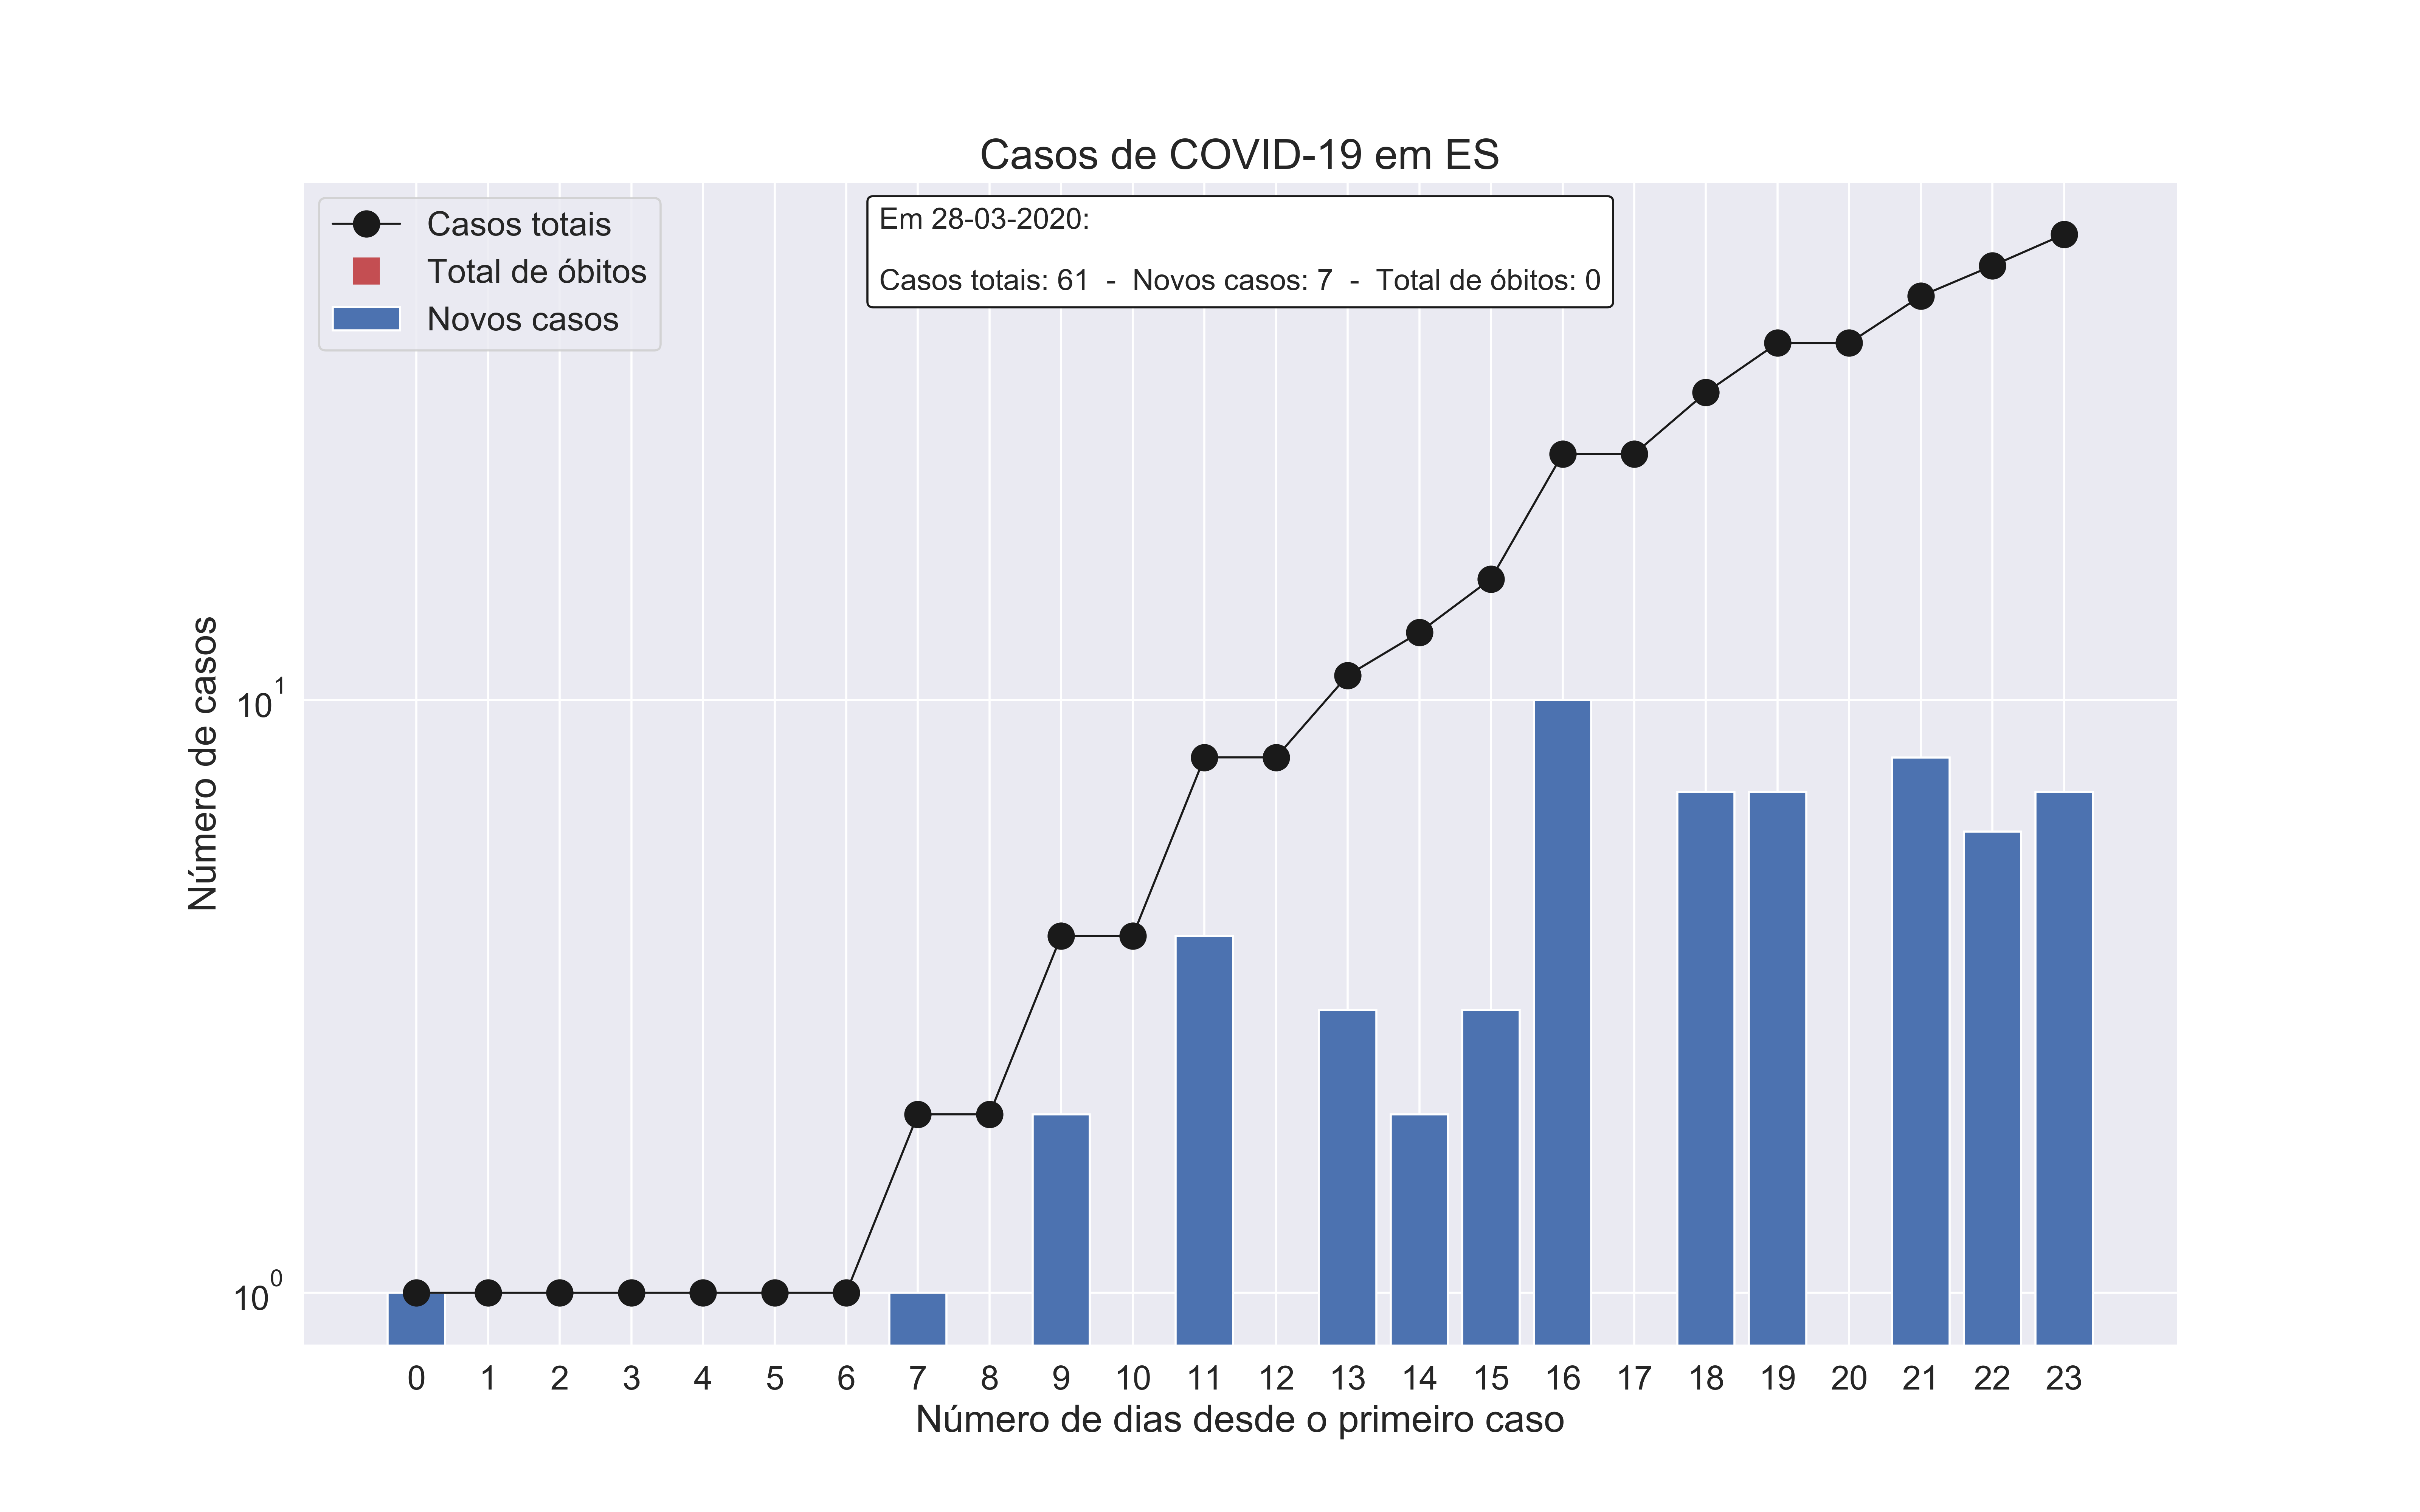 Casos de COVID-19 em ES
Casos totais
Total de óbitos
Novos casos
Em 28-03-2020:
Casos totais: 61 - Novos casos: 7 - Total de óbitos: 0
Número de casos
10^1
10^0
0 1 2 3 4 5 6 7 8 9 10 11 12 13 14 15 16 17 18 19 20 21 22 23
Número de dias desde o primeiro caso